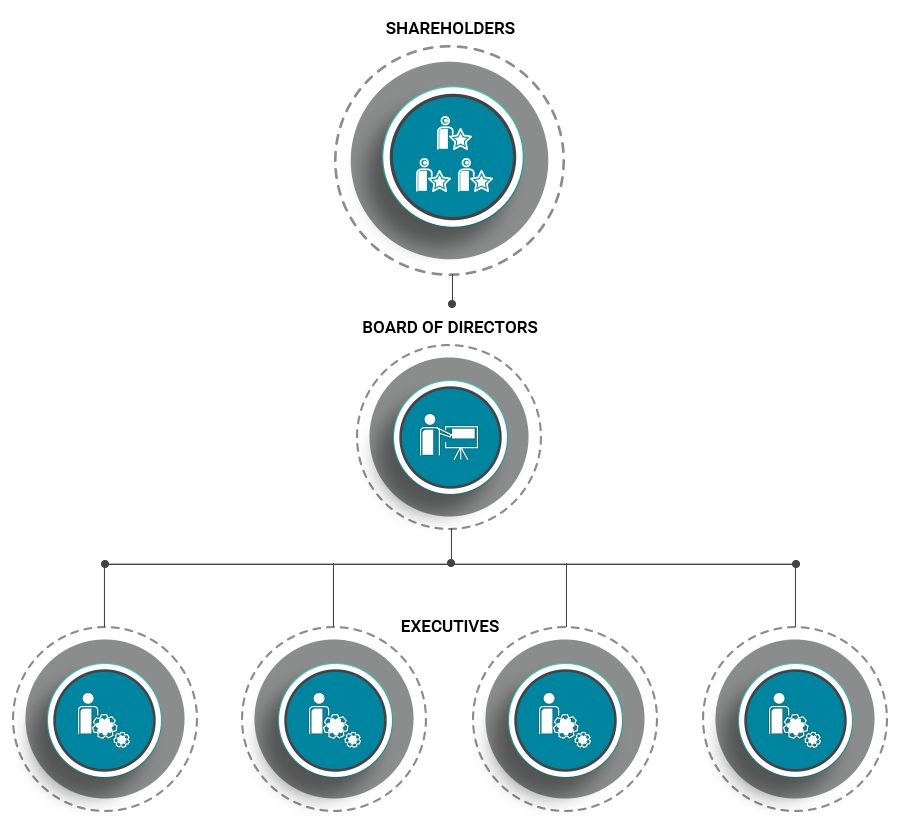 SHAREHOLDERS
BOARD OF DIRECTORS
EXECUTIVES